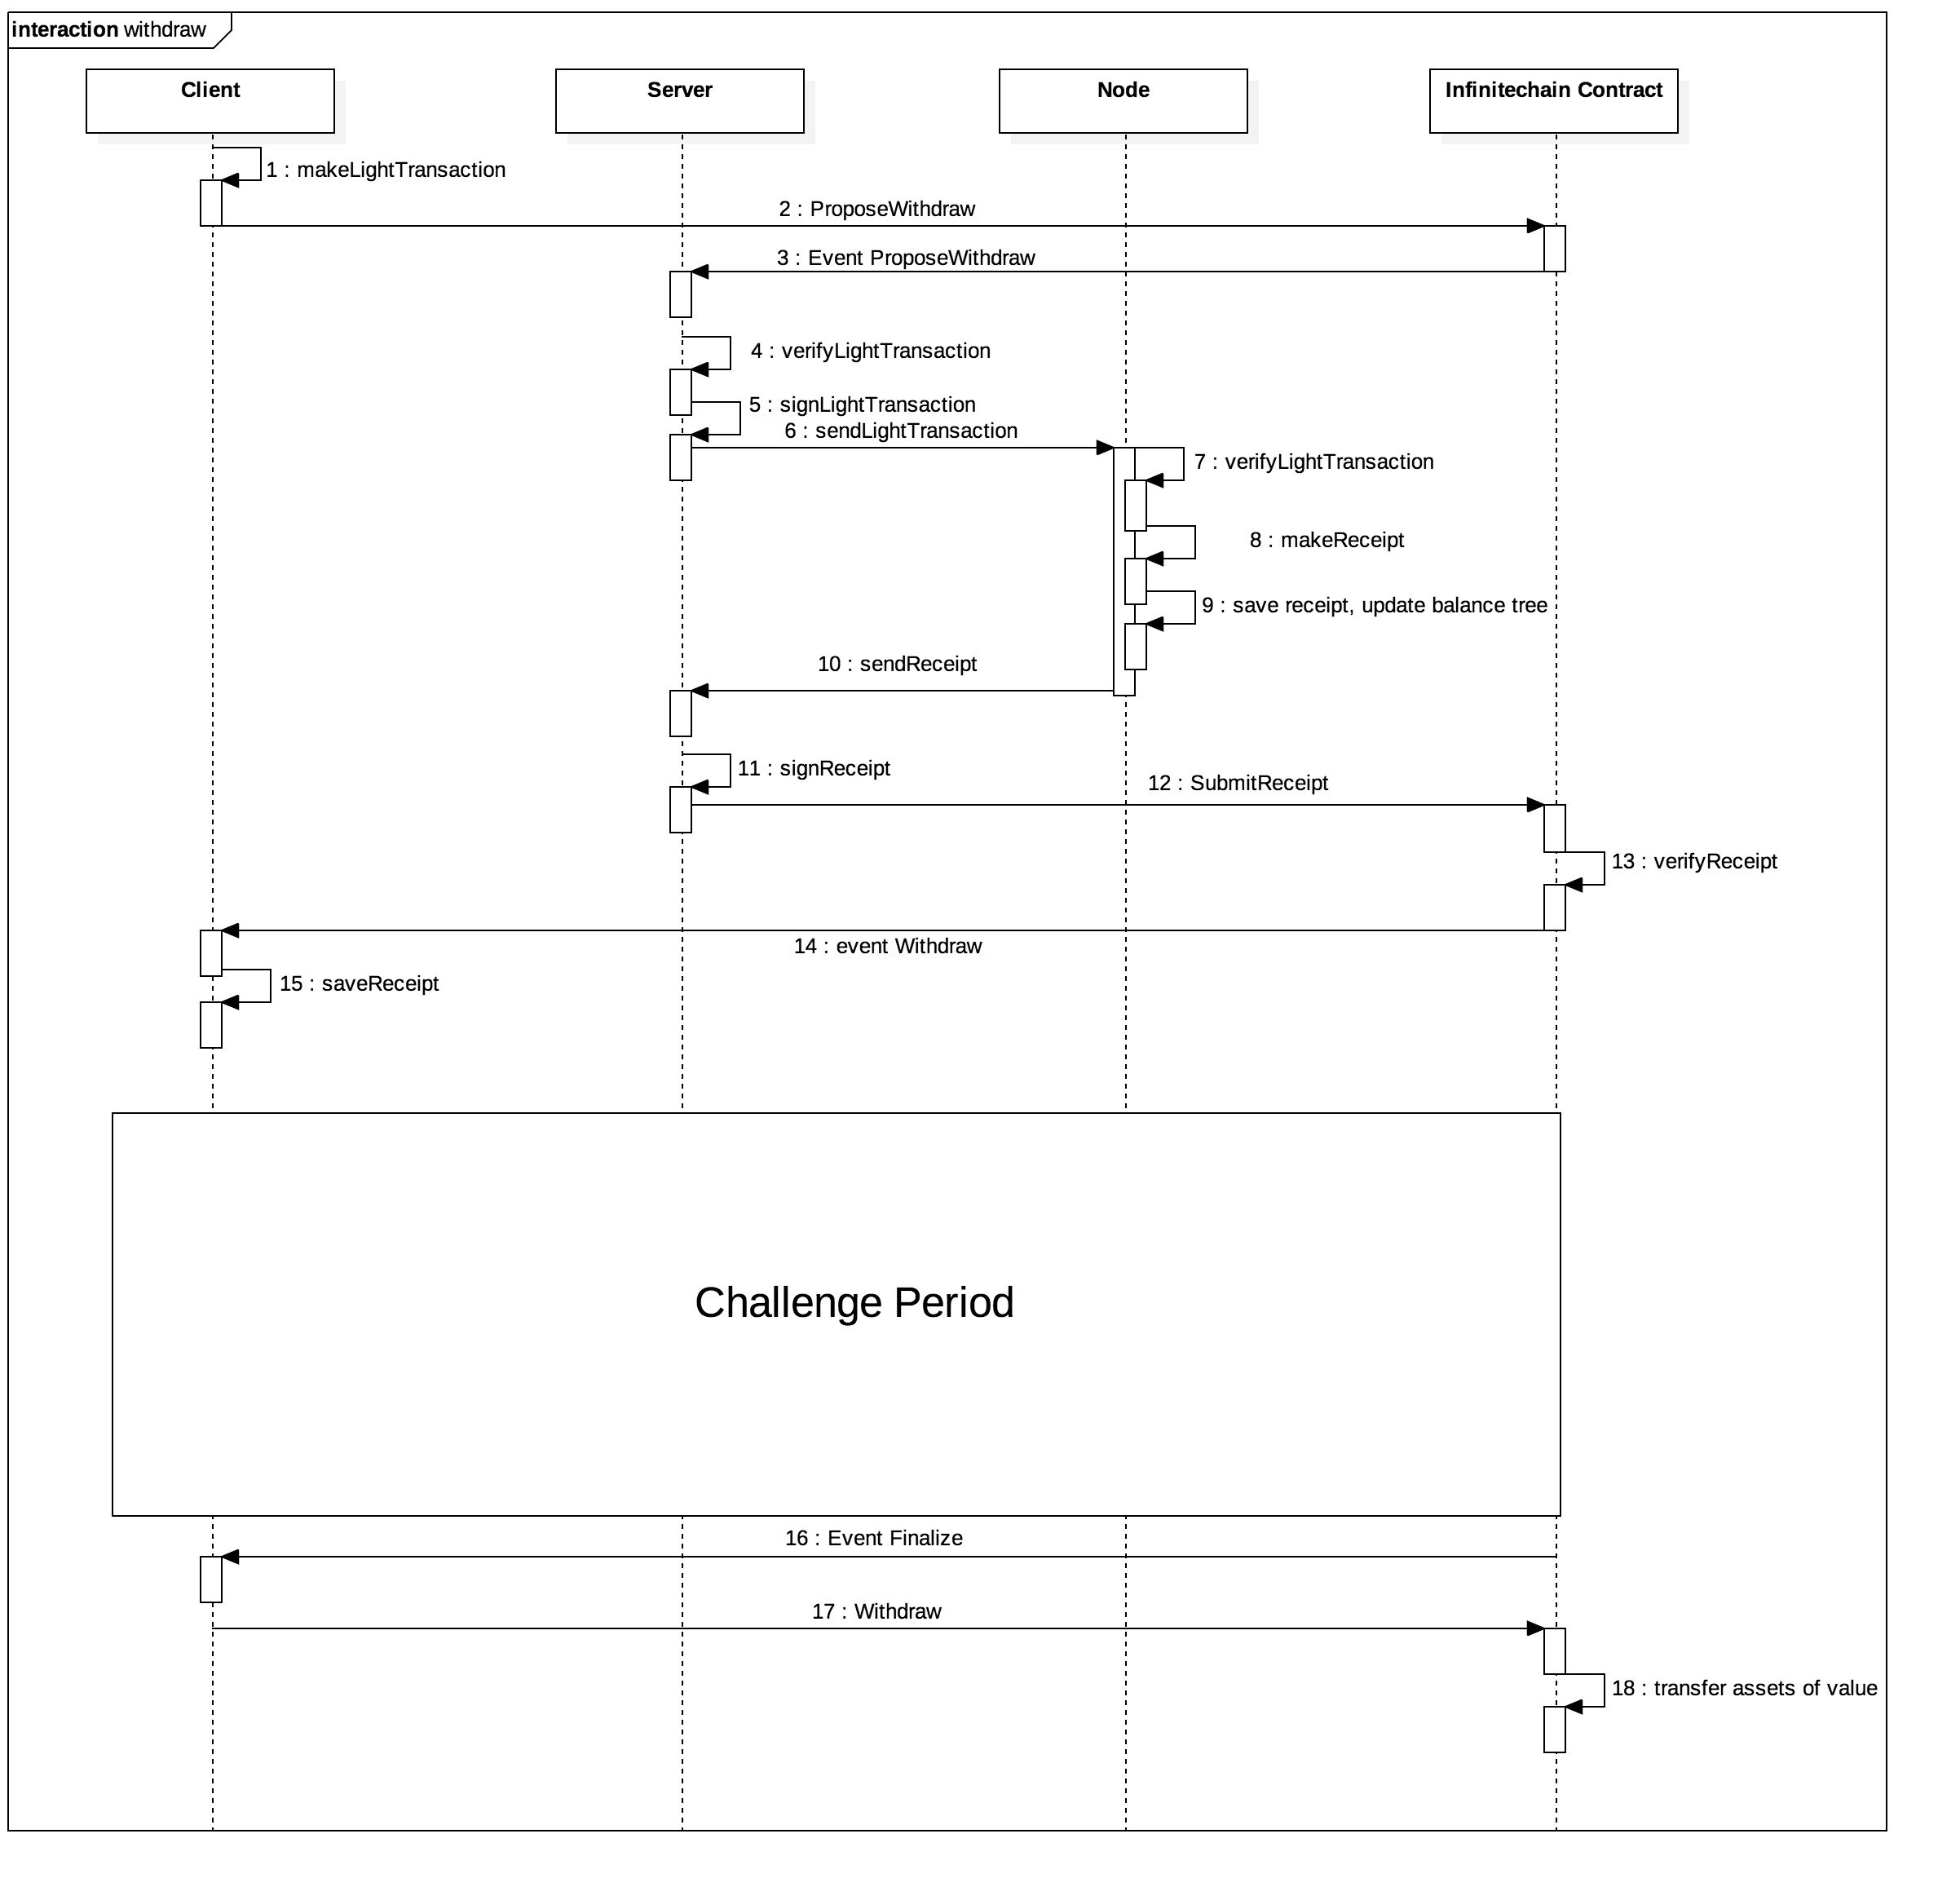 interaction withdraw
Client
Server
Node
Infinitechain Contract
1 : makeLightTransaction
2 : ProposeWithdraw
3 : Event ProposeWithdraw
4 : verifyLightTransaction
5 : signLightTransaction
6 : sendLightTransaction
7 : verifyLightTransaction
8 : makeReceipt
9 : save receipt, update balance tree
10 : sendReceipt
11 : signReceipt
12 : SubmitReceipt
13 : verifyReceipt
14 : event Withdraw
15 : saveReceipt
Challenge Period
16 : Event Finalize
17 : Withdraw
18 : transfer assets of value